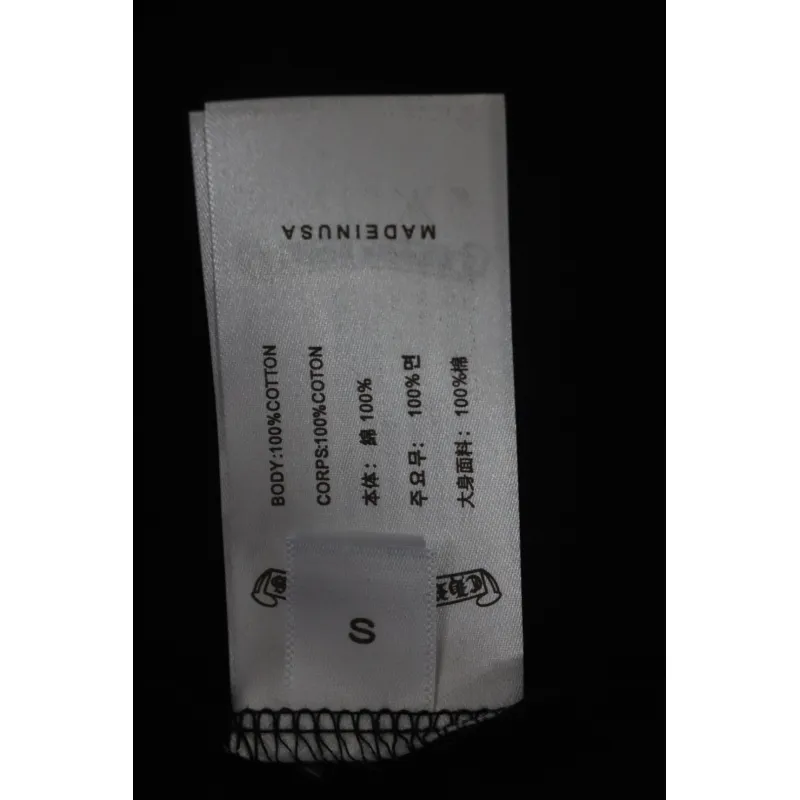 MADEINUSA
BODY:100%COTTON
CORPS:100%COTON
本体：綿 100%
주요무： 100%면
大身面料：100%棉
S